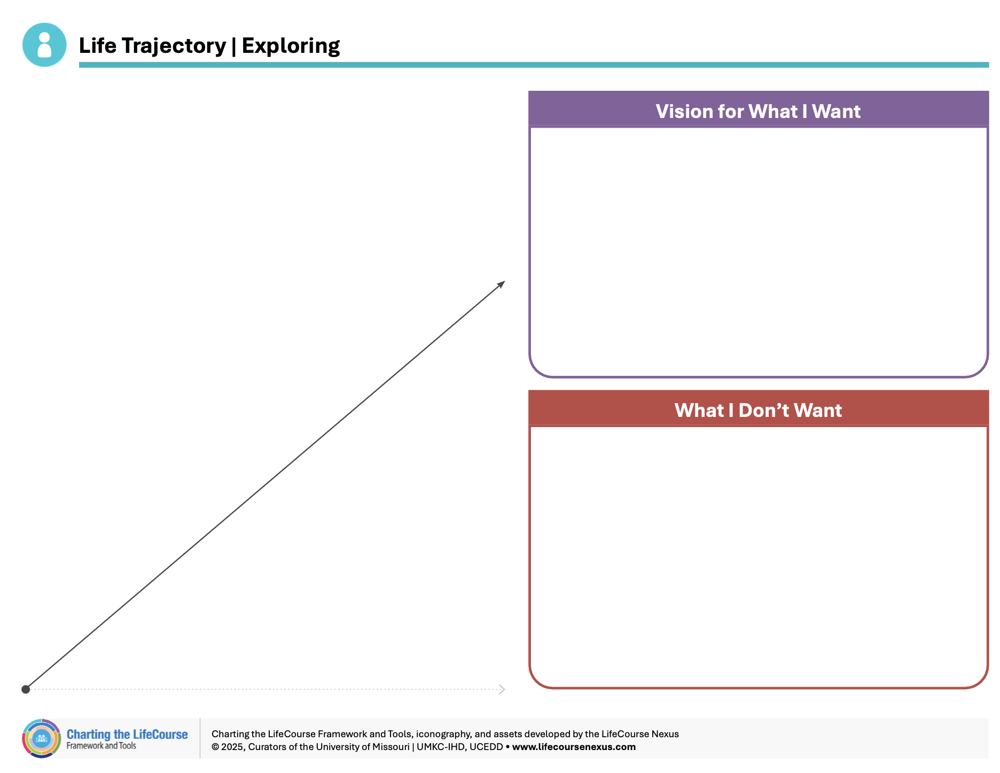 Life Trajectory | Exploring
Vision for What I Want
What I Don’t Want
Charting the LifeCourse
Framework and Tools
Charting the LifeCourse Framework and Tools, iconography, and assets developed by the LifeCourse Nexus
© 2025, Curators of the University of Missouri | UMKC-IHD, UCEDD • www.lifecoursenexus.com